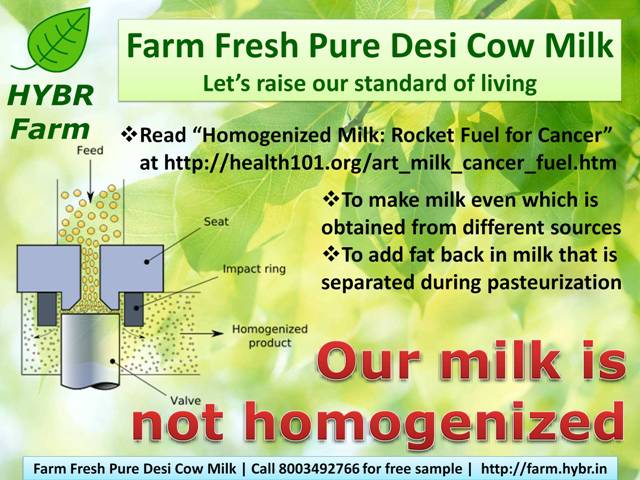 HYBR
Farm
Farm Fresh Pure Desi Cow Milk
Let's raise our standard of living
❖Read “Homogenized Milk: Rocket Fuel for Cancer”
at http://health101.org/art_milk_cancer_fuel.htm
Feed
Seat
Impact ring
Homogenized
product
Valve
❖To make milk even which is
obtained from different sources
❖To add fat back in milk that is
separated during pasteurization
Our milk is
not homogenized
Farm Fresh Pure Desi Cow Milk | Call 8003492766 for free sample | http://farm.hybr.in